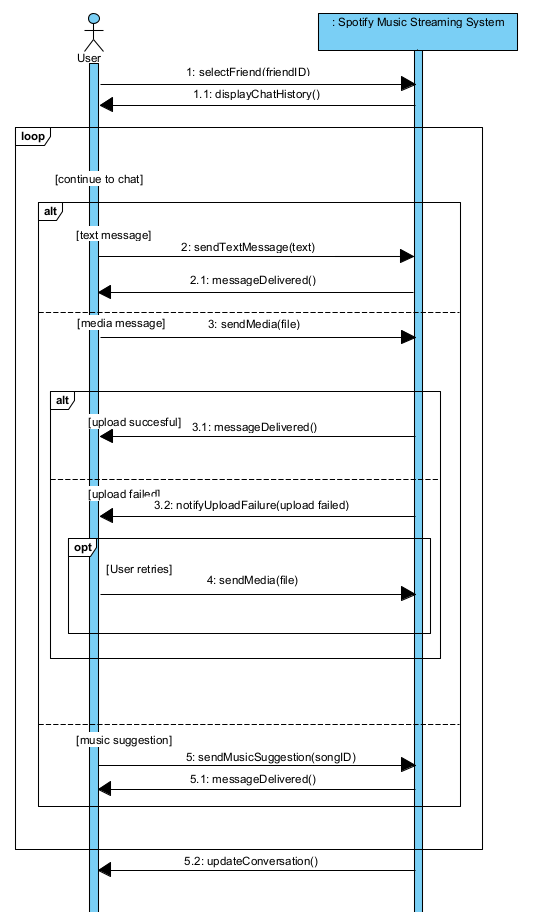 : Spotify Music Streaming System
User
1: selectFriend(friendID)
1.1: displayChatHistory()
loop
[continue to chat]
alt
[text message]
2: sendTextMessage(text)
2.1: messageDelivered()
[media message]
3: sendMedia(file)
alt
[upload succesful]
3.1: messageDelivered()
[upload failed]
3.2: notifyUploadFailure(upload failed)
opt
[User retries]
4: sendMedia(file)
[music suggestion]
5: sendMusicSuggestion(songID)
5.1: messageDelivered()
5.2: updateConversation()